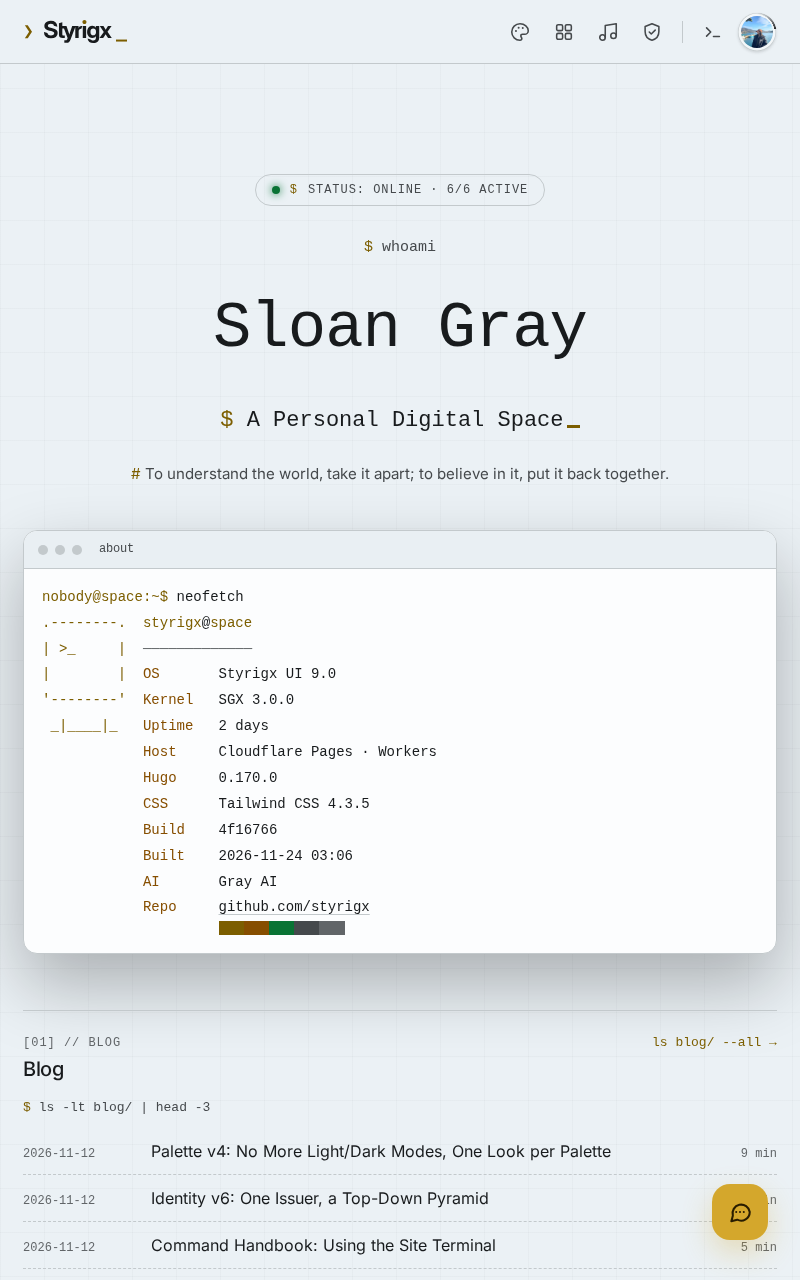 ❯ Styrigx _
$ STATUS: ONLINE · 6/6 ACTIVE
$ whoami
Sloan Gray
$ A Personal Digital Space_
# To understand the world, take it apart; to believe in it, put it back together.
about
nobody@space:~$ neofetch
.--------.  styrigx@space
| >_     |  —————————————
|        |  OS       Styrigx UI 9.0
'--------'  Kernel   SGX 3.0.0
 _|____|_   Uptime   2 days
Host     Cloudflare Pages · Workers
Hugo     0.170.0
CSS      Tailwind CSS 4.3.5
Build    4f16766
Built    2026-11-24 03:06
AI       Gray AI
Repo     github.com/styrigx
[01] // BLOG
ls blog/ --all →
Blog
$ ls -lt blog/ | head -3
2026-11-12 Palette v4: No More Light/Dark Modes, One Look per Palette 9 min
2026-11-12 Identity v6: One Issuer, a Top-Down Pyramid
2026-11-12 Command Handbook: Using the Site Terminal 5 min